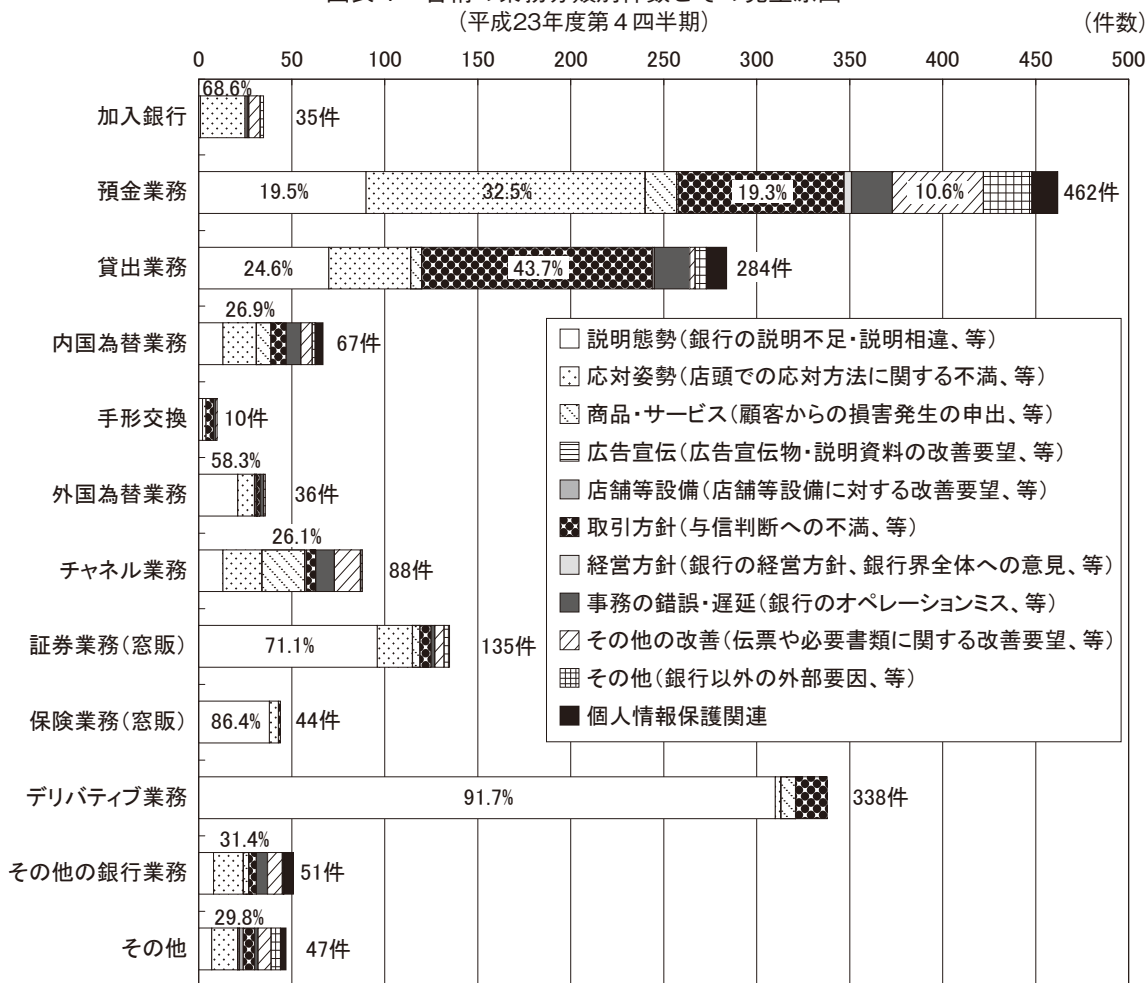 (平成23年度第4四半期)
(件数)
0 50 100 150 200 250 300 350 400 450 500
68.6%
加入銀行 35件
預金業務 19.5% 32.5% 19.3% 10.6% 462件
貸出業務 24.6% 43.7% 284件
26.9%
内国為替業務 67件
手形交換 10件
58.3%
外国為替業務 36件
26.1%
チャネル業務 88件
証券業務(窓販) 71.1% 135件
保険業務(窓販) 86.4% 44件
デリバティブ業務 91.7% 338件
31.4%
その他の銀行業務 51件
29.8%
その他 47件
説明態勢(銀行の説明不足・説明相違、等)
応対姿勢(店頭での応対方法に関する不満、等)
商品・サービス(顧客からの損害発生の申出、等)
広告宣伝(広告宣伝物・説明資料の改善要望、等)
店舗等設備(店舗等設備に対する改善要望、等)
取引方針(与信判断への不満、等)
経営方針(銀行の経営方針、銀行界全体への意見、等)
事務の錯誤・遅延(銀行のオペレーションミス、等)
その他の改善(伝票や必要書類に関する改善要望、等)
その他(銀行以外の外部要因、等)
個人情報保護関連